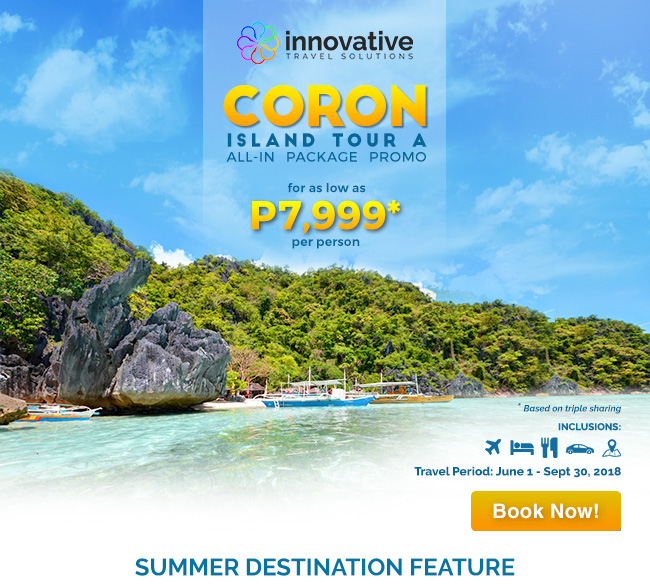 innovative
TRAVEL SOLUTIONS
CORON
ISLAND TOUR A
ALL-IN PACKAGE PROMO
for as low as
P7,999*
per person
* Based on triple sharing
INCLUSIONS:
Travel Period: June 1 - Sept 30, 2018
Book Now!
SUMMER DESTINATION FEATURE